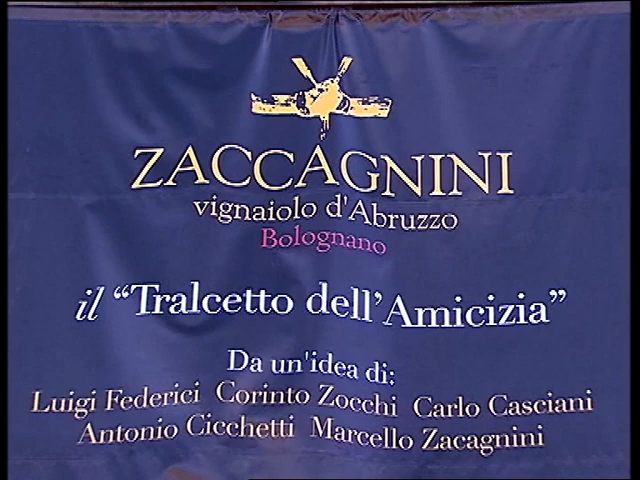 ZACCAGNINI
vignaiolo d'Abruzzo
Bolognano
il "Tralcetto dell'Amicizia"
Da un'idea di:
Luigi Federici Corinto Zocchi Carlo Casciani
Antonio Cicchetti Marcello Zacagnini